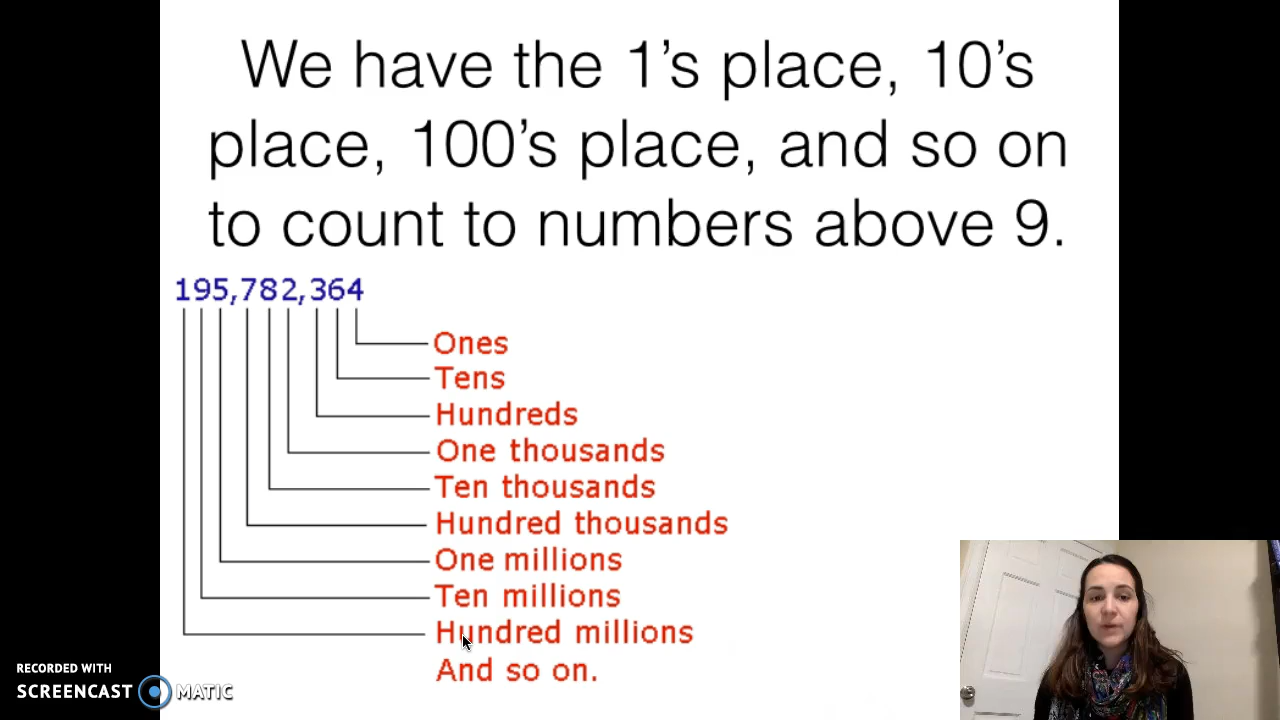 We have the 1's place, 10's
place, 100's place, and so on
to count to numbers above 9.
195,782,364
Ones
Tens
Hundreds
One thousands
Ten thousands
Hundred thousands
One millions
Ten millions
Hundred millions
And so on.
RECORDED WITH
SCREENCAST MATIC